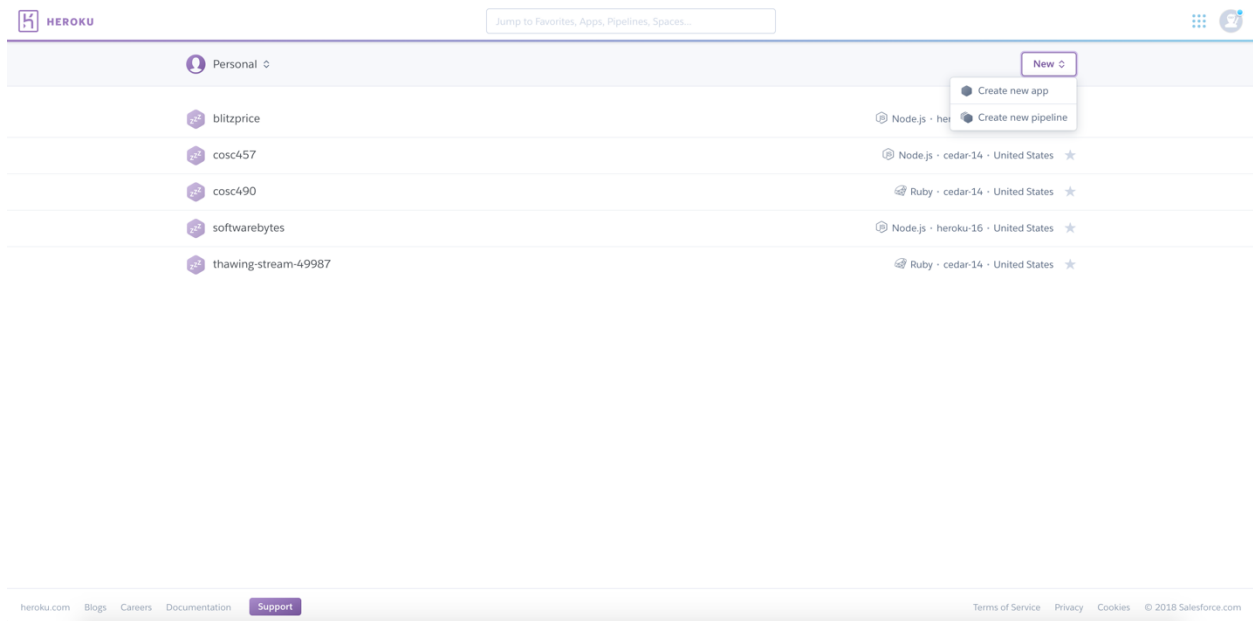 HEROKU
Jump to Favorites, Apps, Pipelines, Spaces...
Personal
New
Create new app
Create new pipeline
blitzprice
Node.js ·
cosc457
Node.js · cedar-14 · United States
cosc490
Ruby · cedar-14 · United States
softwarebytes
Node.js · heroku-16 · United States
thawing-stream-49987
Ruby · cedar-14 · United States
heroku.com Blogs Careers Documentation Support Terms of Service Privacy Cookies © 2018 Salesforce.com